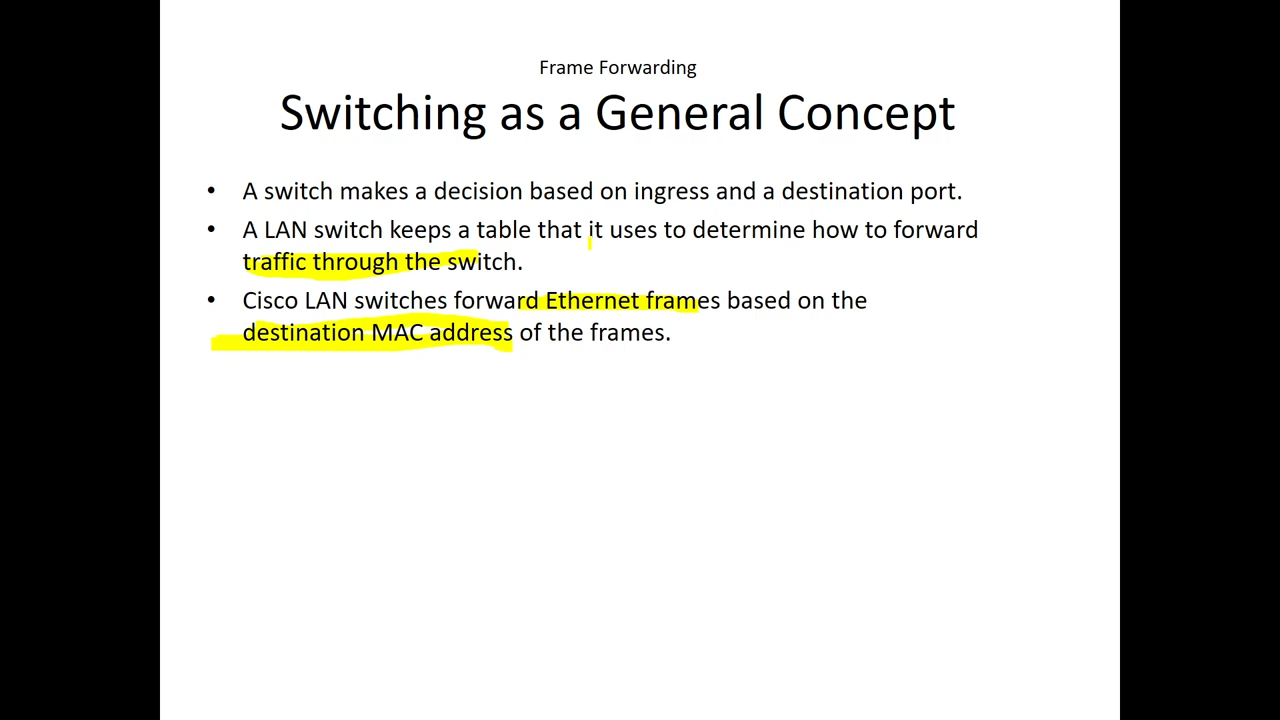 Frame Forwarding
Switching as a General Concept
• A switch makes a decision based on ingress and a destination port.
• A LAN switch keeps a table that it uses to determine how to forward
traffic through the switch.
• Cisco LAN switches forward Ethernet frames based on the
destination MAC address of the frames.